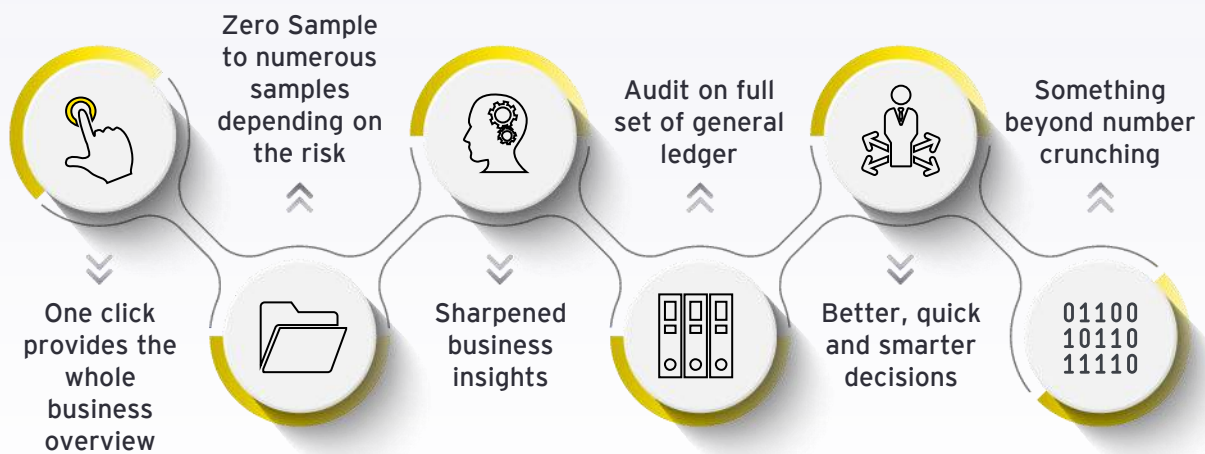 One click
provides the
whole
business
overview
Zero Sample
to numerous
samples
depending on
the risk
Sharpened
business
insights
Audit on full
set of general
ledger
Better, quick
and smarter
decisions
Something
beyond number
crunching
01100
10110
11110